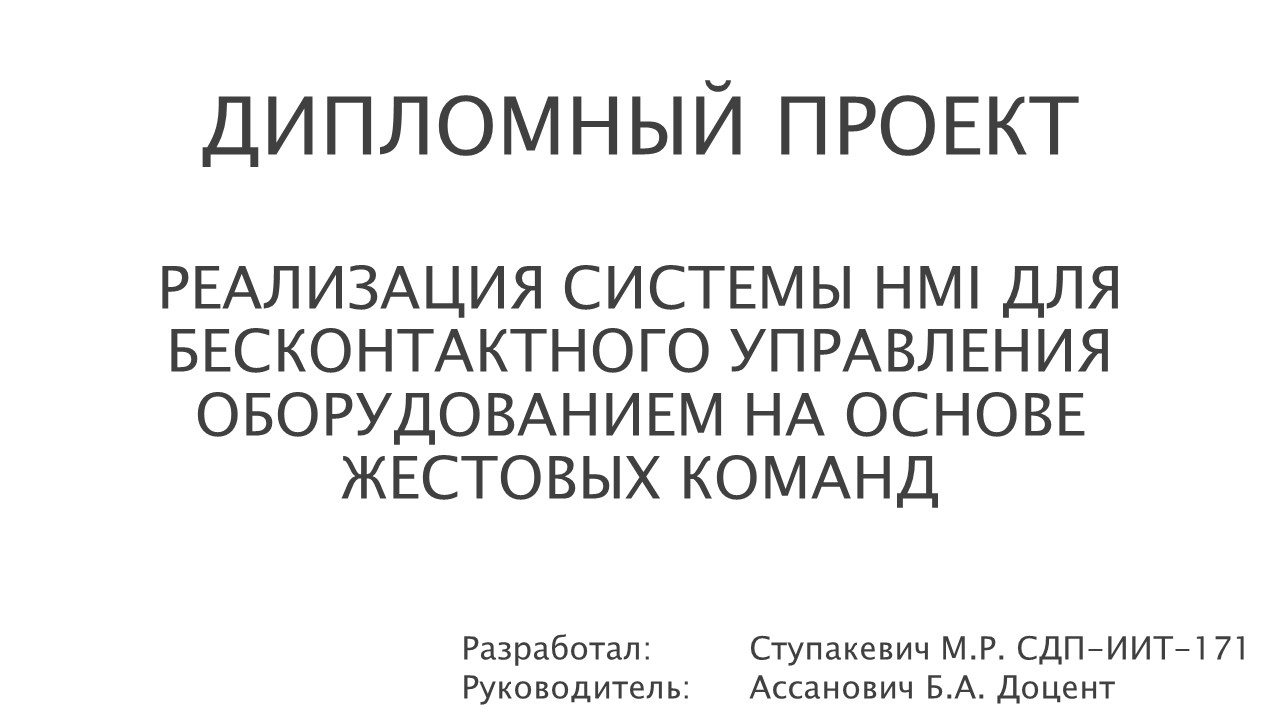 ДИПЛОМНЫЙ ПРОЕКТ
РЕАЛИЗАЦИЯ СИСТЕМЫ HMI ДЛЯ
БЕСКОНТАКТНОГО УПРАВЛЕНИЯ
ОБОРУДОВАНИЕМ НА ОСНОВЕ
ЖЕСТОВЫХ КОМАНД
Разработал: Ступакевич М.Р. СДП-ИИТ-171
Руководитель: Ассанович Б.А. Доцент